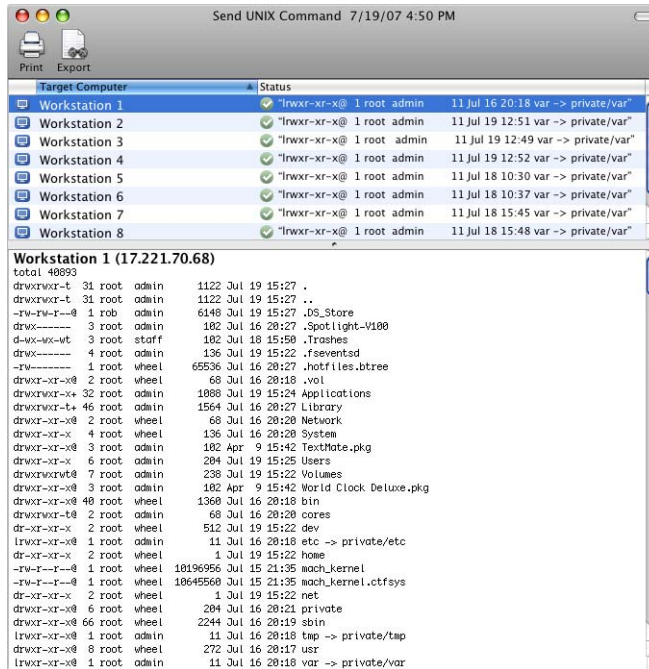 Send UNIX Command 7/19/07 4:50 PM
Print Export
Target Computer Status
Workstation 1 "lrwxr-xr-x@ 1 root admin 11 Jul 16 20:18 var -> private/var"
Workstation 2 "lrwxr-xr-x@ 1 root admin 11 Jul 19 12:51 var -> private/var"
Workstation 3 "lrwxr-xr-x@ 1 root admin 11 Jul 19 12:49 var -> private/var"
Workstation 4 "lrwxr-xr-x@ 1 root admin 11 Jul 19 12:52 var -> private/var"
Workstation 5 "lrwxr-xr-x@ 1 root admin 11 Jul 18 10:30 var -> private/var"
Workstation 6 "lrwxr-xr-x@ 1 root admin 11 Jul 18 10:37 var -> private/var"
Workstation 7 "lrwxr-xr-x@ 1 root admin 11 Jul 18 15:45 var -> private/var"
Workstation 8 "lrwxr-xr-x@ 1 root admin 11 Jul 18 15:48 var -> private/var"
Workstation 1 (17.221.70.68)
total 40893
drwxrwxr-t 31 root admin 1122 Jul 19 15:27 .
drwxrwxr-t 31 root admin 1122 Jul 19 15:27 ..
-rw-rw-r--@ 1 rob admin 6148 Jul 19 15:27 .DS_Store
drwx------ 3 root admin 102 Jul 16 20:27 .Spotlight-V100
d-wx-wx-wt 3 root staff 102 Jul 18 15:50 .Trashes
drwx------ 4 root admin 136 Jul 19 15:22 .fseventsd
-rw------- 1 root wheel 65536 Jul 16 20:27 .hotfiles.btree
drwxr-xr-x@ 2 root wheel 68 Jul 16 20:18 .vol
drwxrwxr-x+ 32 root admin 1088 Jul 19 15:24 Applications
drwxrwxr-t+ 46 root admin 1564 Jul 16 20:27 Library
drwxr-xr-x@ 2 root wheel 68 Jul 16 20:20 Network
drwxr-xr-x 4 root wheel 136 Jul 16 20:20 System
drwxr-xr-x@ 3 root admin 102 Apr 9 15:42 TextMate.pkg
drwxr-xr-x 6 root admin 204 Jul 19 15:25 Users
drwxrwxrwt@ 7 root admin 238 Jul 19 15:22 Volumes
drwxr-xr-x@ 3 root admin 102 Apr 9 15:42 World Clock Deluxe.pkg
drwxr-xr-x@ 40 root wheel 1360 Jul 16 20:18 bin
drwxrwxr-t@ 2 root admin 68 Jul 16 20:20 cores
dr-xr-xr-x 2 root wheel 512 Jul 19 15:22 dev
lrwxr-xr-x@ 1 root admin 11 Jul 16 20:18 etc -> private/etc
dr-xr-xr-x 2 root wheel 1 Jul 19 15:22 home
-rw-r--r--@ 1 root wheel 10196956 Jul 15 21:35 mach_kernel
-rw-r--r--@ 1 root wheel 10645560 Jul 15 21:35 mach_kernel.ctfsys
dr-xr-xr-x 2 root wheel 1 Jul 19 15:22 net
drwxr-xr-x@ 6 root wheel 204 Jul 16 20:21 private
drwxr-xr-x@ 66 root wheel 2244 Jul 16 20:19 sbin
lrwxr-xr-x@ 1 root admin 11 Jul 16 20:18 tmp -> private/tmp
drwxr-xr-x@ 8 root wheel 272 Jul 16 20:17 usr
lrwxr-xr-x@ 1 root admin 11 Jul 16 20:18 var -> private/var